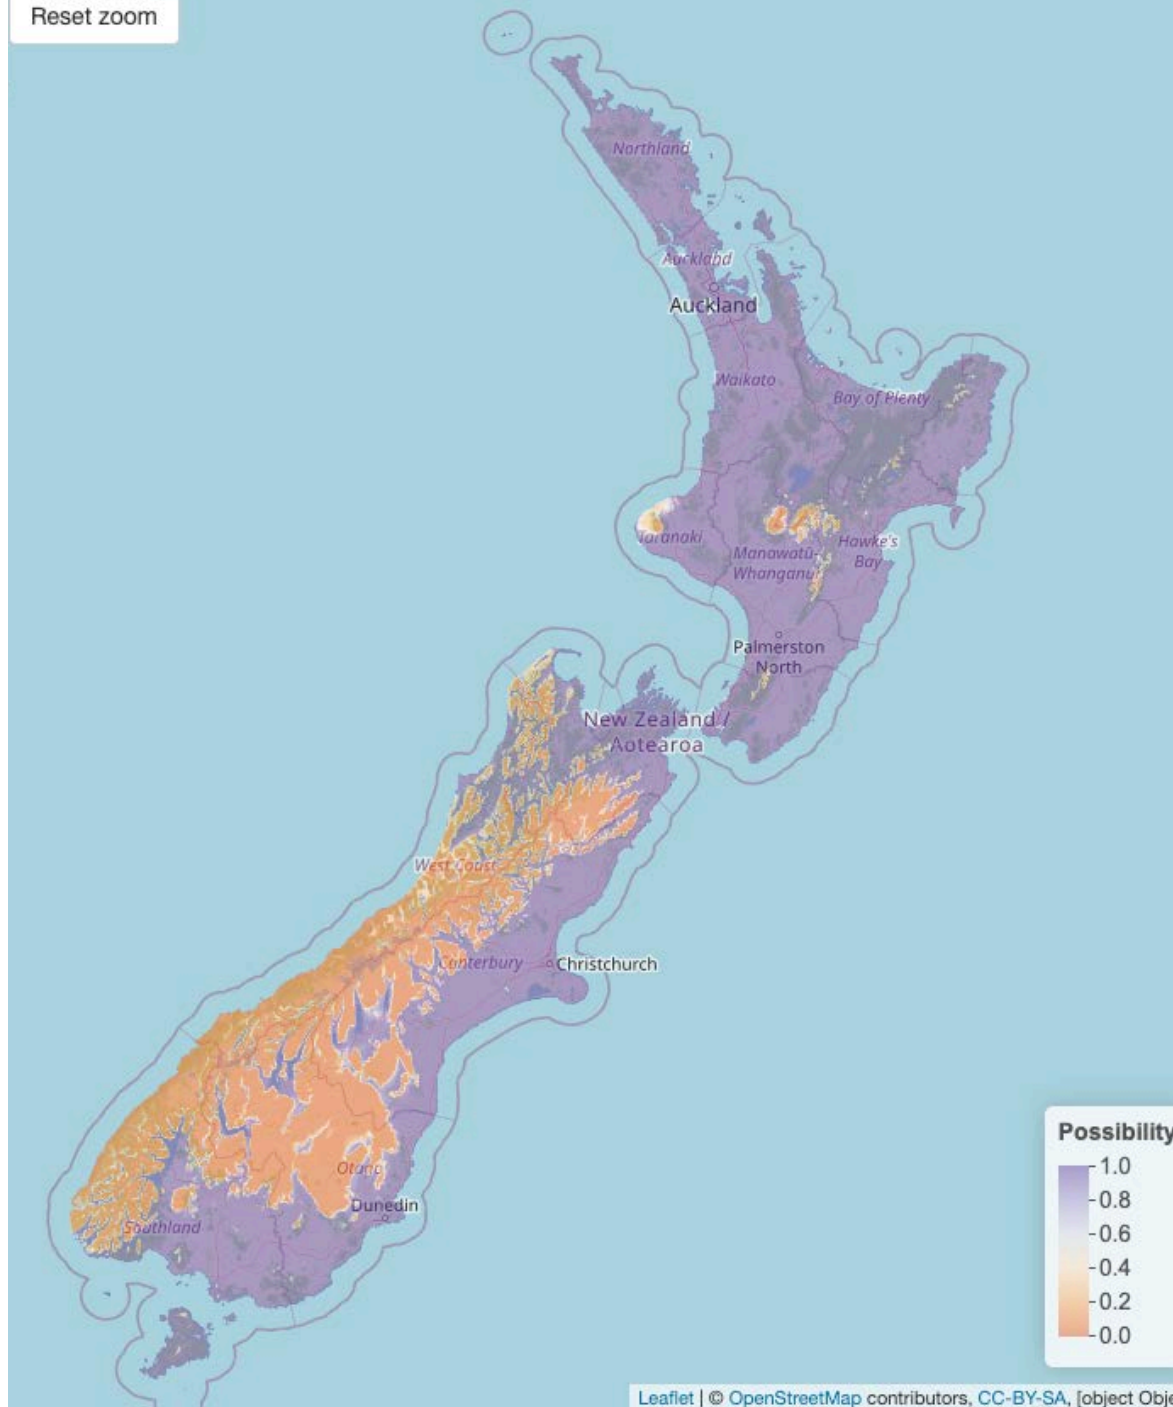 Reset zoom
Northland
Auckland
Auckland
Waikato
Bay of Plenty
Taranaki
Hawke's
Bay
Manawatū-
Whanganui
Palmerston
North
New Zealand /
Aotearoa
West Coast
Canterbury
Christchurch
Otago
Dunedin
Southland
Possibility
1.0
0.8
0.6
0.4
0.2
0.0
Leaflet | © OpenStreetMap contributors, CC-BY-SA, [object Obje